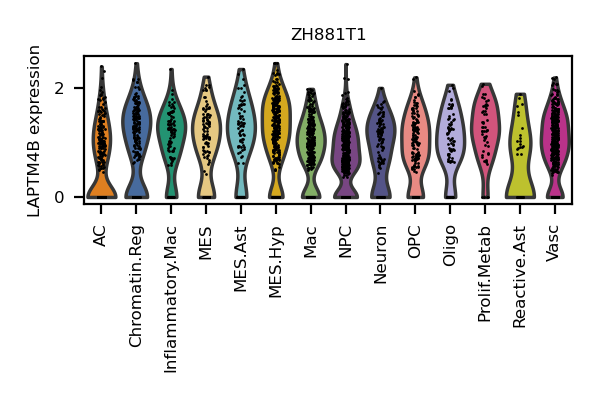 ZH881T1
LAPTM4B expression
2
0
AC
Chromatin.Reg
Inflammatory.Mac
MES
MES.Ast
MES.Hyp
Mac
NPC
Neuron
OPC
Oligo
Prolif.Metab
Reactive.Ast
Vasc